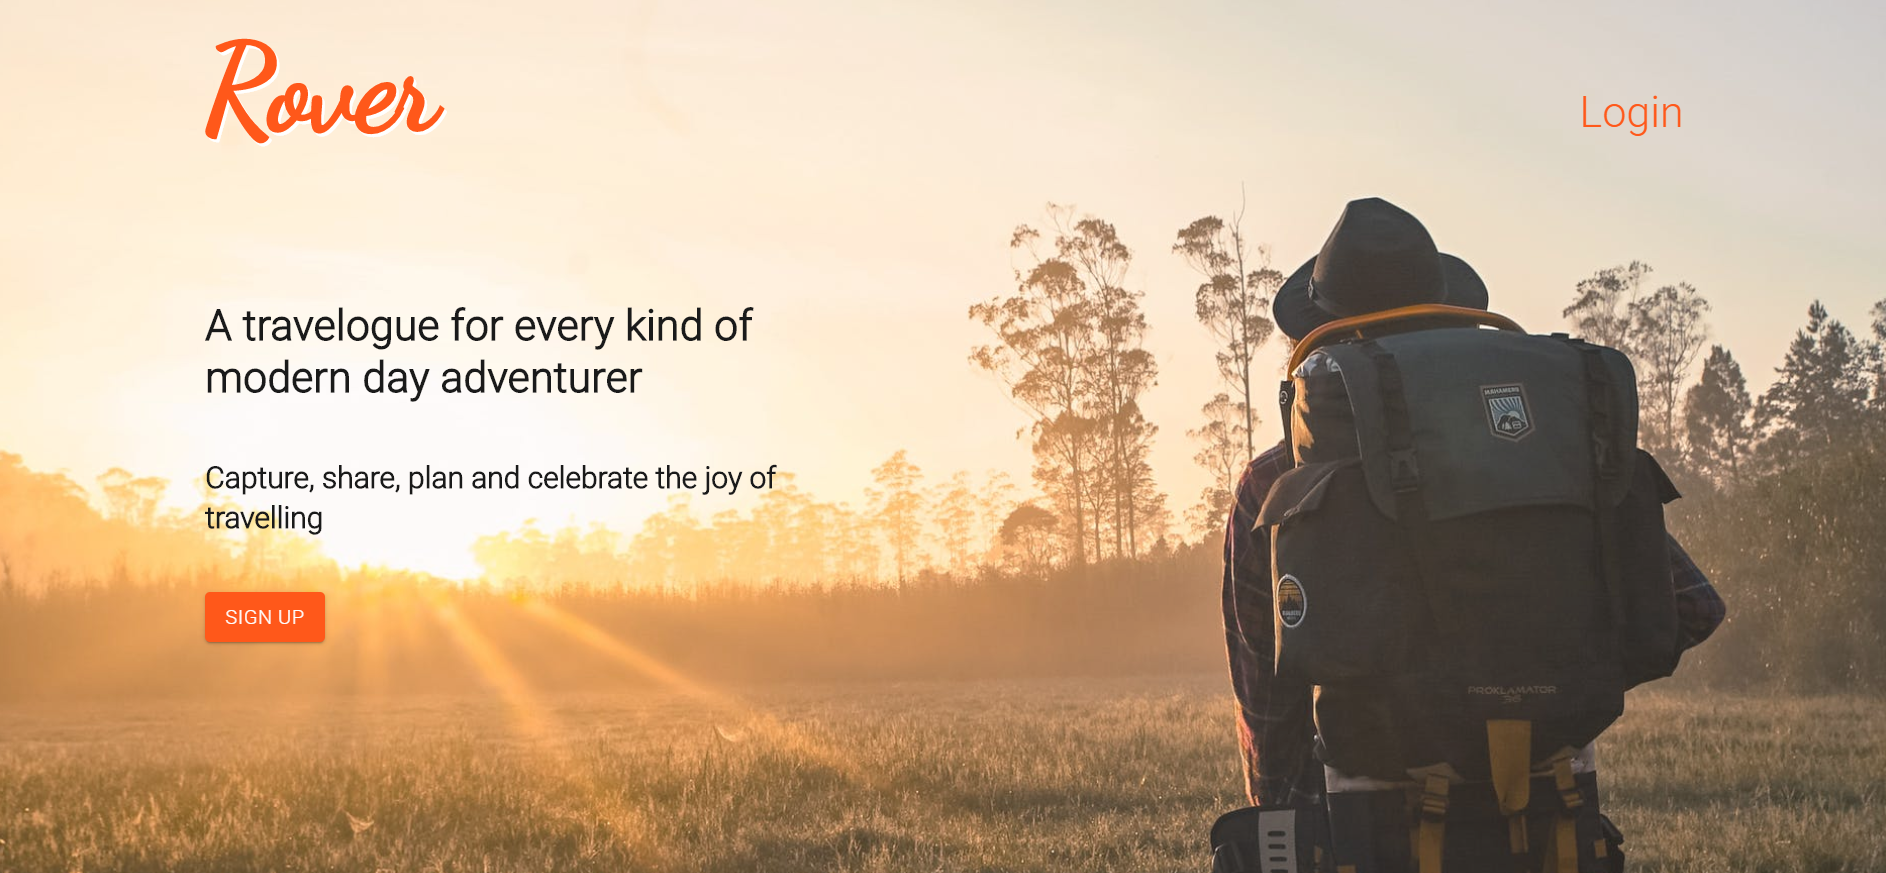 Rover
Login
A travelogue for every kind of
modern day adventurer
Capture, share, plan and celebrate the joy of
travelling
SIGN UP
PROKLAMATOR